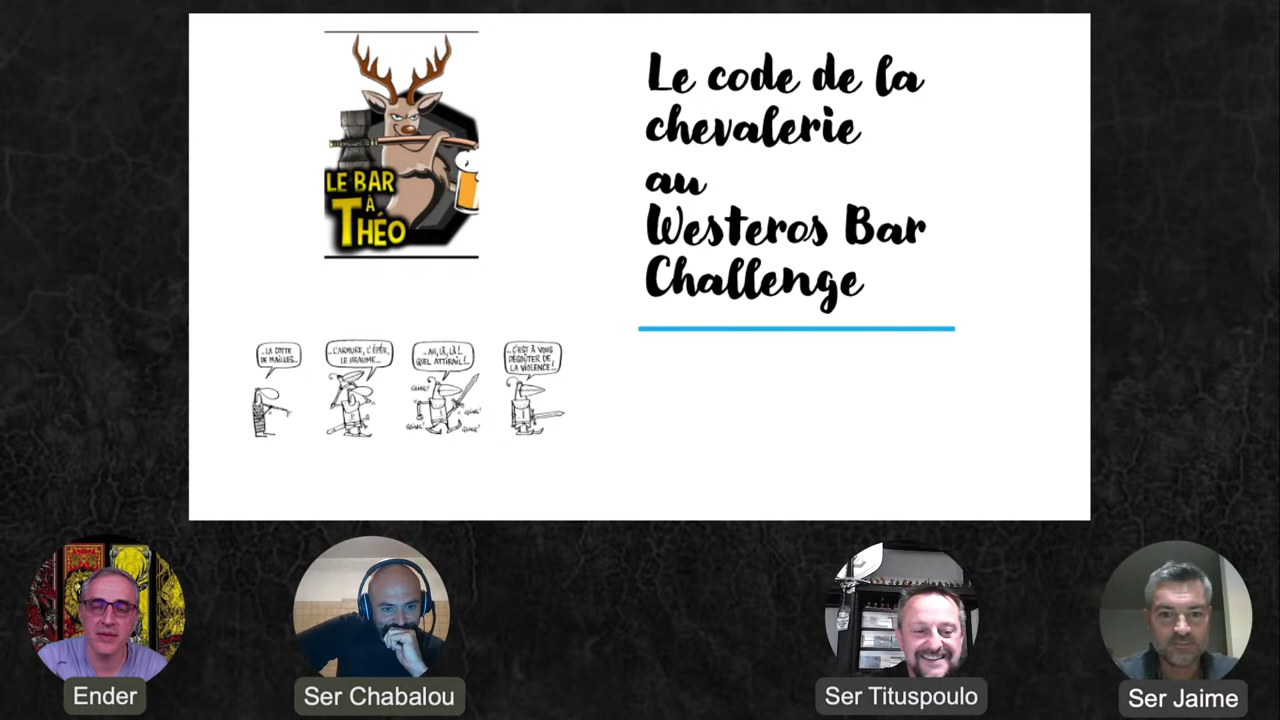 LE BAR
À
THÉO
Le code de la
chevalerie
au
Westeros Bar
Challenge
...LA COTTE
DE MAILLES...
...L'ARMURE, L'ÉPÉE,
LE HEAUME...
...AH, LÀ, LÀ!..
QUEL ATTIRAIL!..
...C'EST À VOUS
DÉGOÛTER DE
LA VIOLENCE!..
Ender
Ser Chabalou
Ser Tituspoulo
Ser Jaime